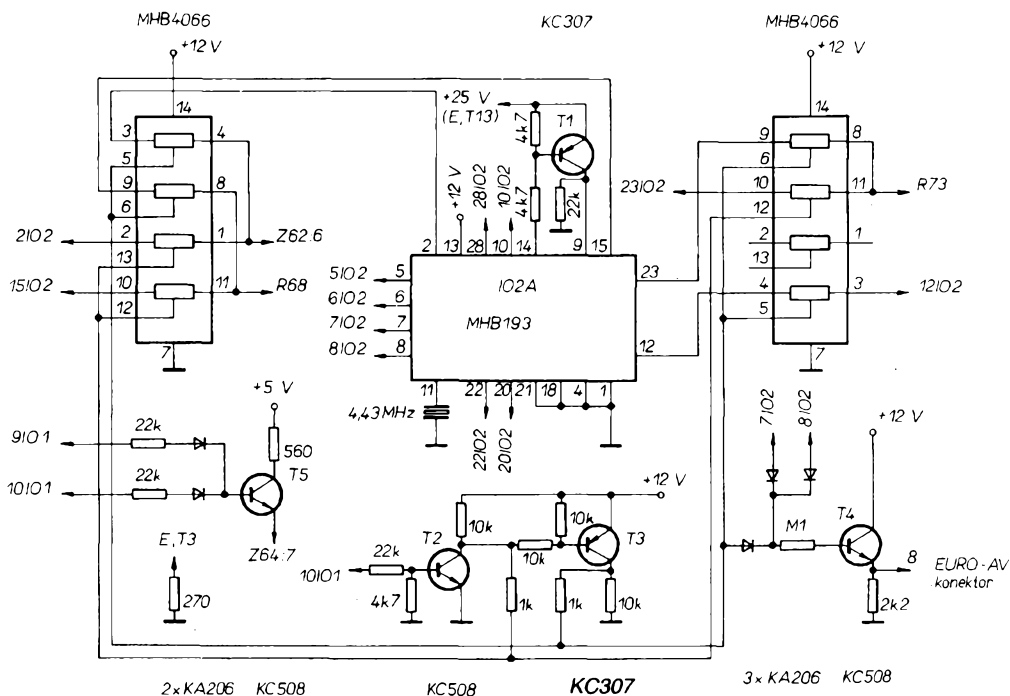 MHB4066
KC307
MHB4066
+12 V
+12 V
+25 V
(E,T13)
14
14
3
4
5
9
8
6
2
1
13
10
11
12
7
2IO2
15IO2
Z62:6
R68
4k7
T1
4k7
22k
+12 V
28IO2
10IO2
2
13
28
10
14
9
15
5IO2
5
6IO2
6
7IO2
7
8IO2
8
IO2A
MHB193
23
12
11
22
20
21
18
4
1
4,43MHz
22IO2
20IO2
9
8
6
10
11
12
2
1
13
4
3
5
7
23IO2
R73
12IO2
+5 V
9IO1
22k
560
T5
10IO1
22k
Z64:7
E,T3
270
+12 V
10k
10k
T2
T3
22k
10k
10IO1
4k7
1k
1k
10k
7IO2
8IO2
+12 V
M1
T4
8
EURO-AV
konektor
2k2
2×KA206 KC508
KC508
KC307
3×KA206 KC508